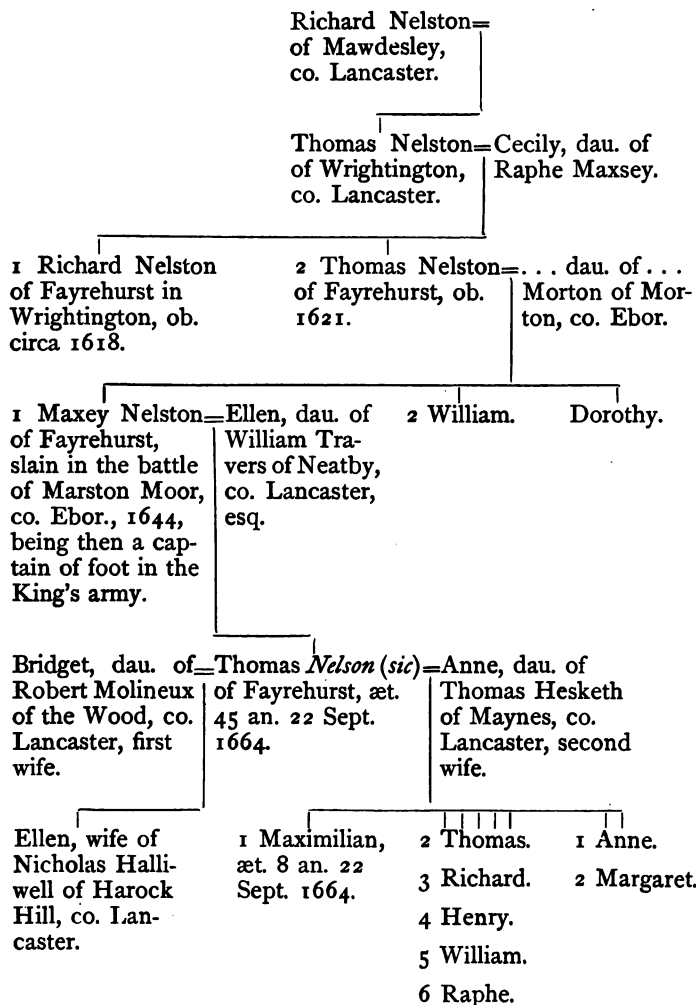 Richard Nelston=
of Mawdesley,
co. Lancaster.
Thomas Nelston=Cecily, dau. of
of Wrightington, Raphe Maxsey.
co. Lancaster.
1 Richard Nelston
of Fayrehurst in
Wrightington, ob.
circa 1618.
2 Thomas Nelston=. . . dau. of . . .
of Fayrehurst, ob.
1621.
Morton of Mor-
ton, co. Ebor.
1 Maxey Nelston=Ellen, dau. of
of Fayrehurst,
slain in the battle
of Marston Moor,
co. Ebor., 1644,
being then a cap-
tain of foot in the
King's army.
William Tra-
vers of Neatby,
co. Lancaster,
esq.
2 William.
Dorothy.
Bridget, dau. of=Thomas Nelson (sic)=Anne, dau. of
Robert Molineux
of the Wood, co.
Lancaster, first
wife.
of Fayrehurst, æt.
45 an. 22 Sept.
1664.
Thomas Hesketh
of Maynes, co.
Lancaster, second
wife.
Ellen, wife of
Nicholas Halli-
well of Harock
Hill, co. Lan-
caster.
1 Maximilian,
æt. 8 an. 22
Sept. 1664.
2 Thomas.
3 Richard.
4 Henry.
5 William.
6 Raphe.
1 Anne.
2 Margaret.